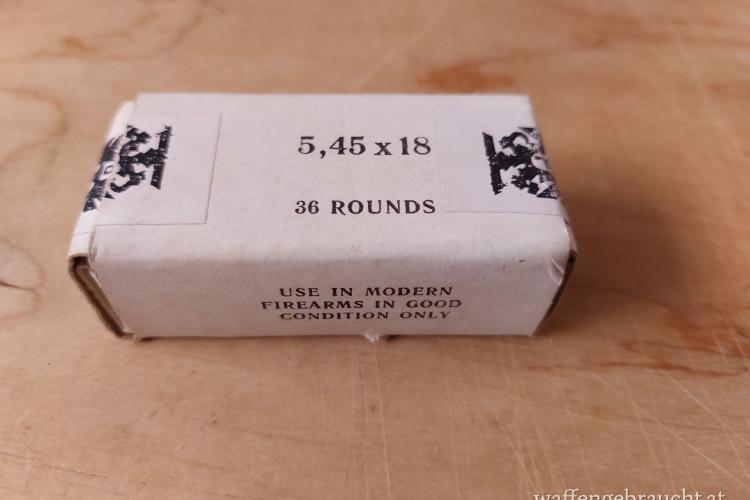 5,45 x 18
36 ROUNDS
USE IN MODERN
FIREARMS IN GOOD
CONDITION ONLY
waffengebraucht.at